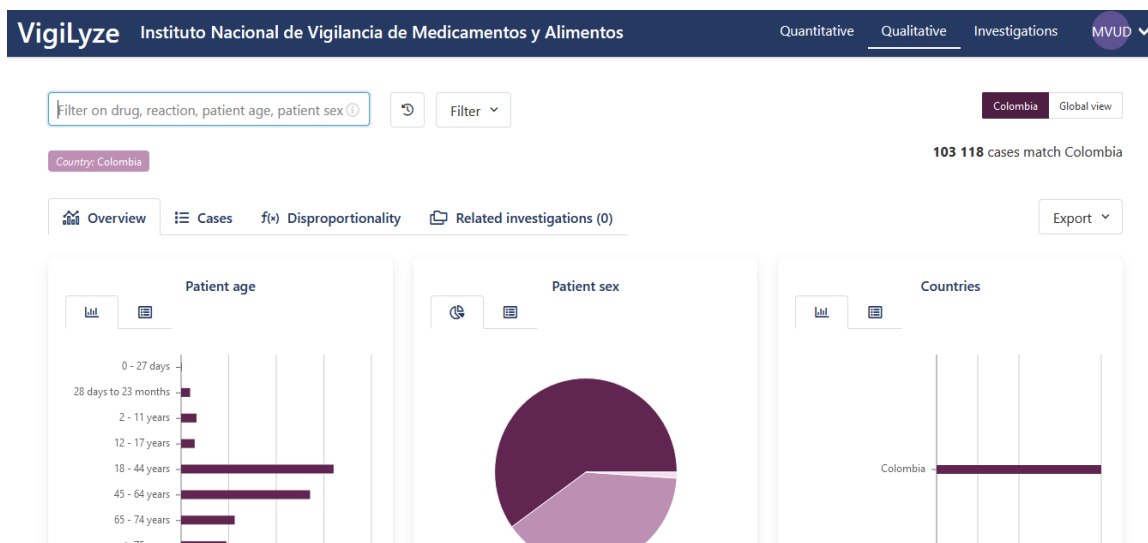 VigiLyze Instituto Nacional de Vigilancia de Medicamentos y Alimentos Quantitative Qualitative Investigations MVUD
Filter on drug, reaction, patient age, patient sex Filter Colombia Global view
Country: Colombia 103 118 cases match Colombia
Overview Cases f(x) Disproportionality Related investigations (0) Export
Patient age Patient sex Countries
0 - 27 days
28 days to 23 months
2 - 11 years
12 - 17 years
18 - 44 years
Colombia
45 - 64 years
65 - 74 years